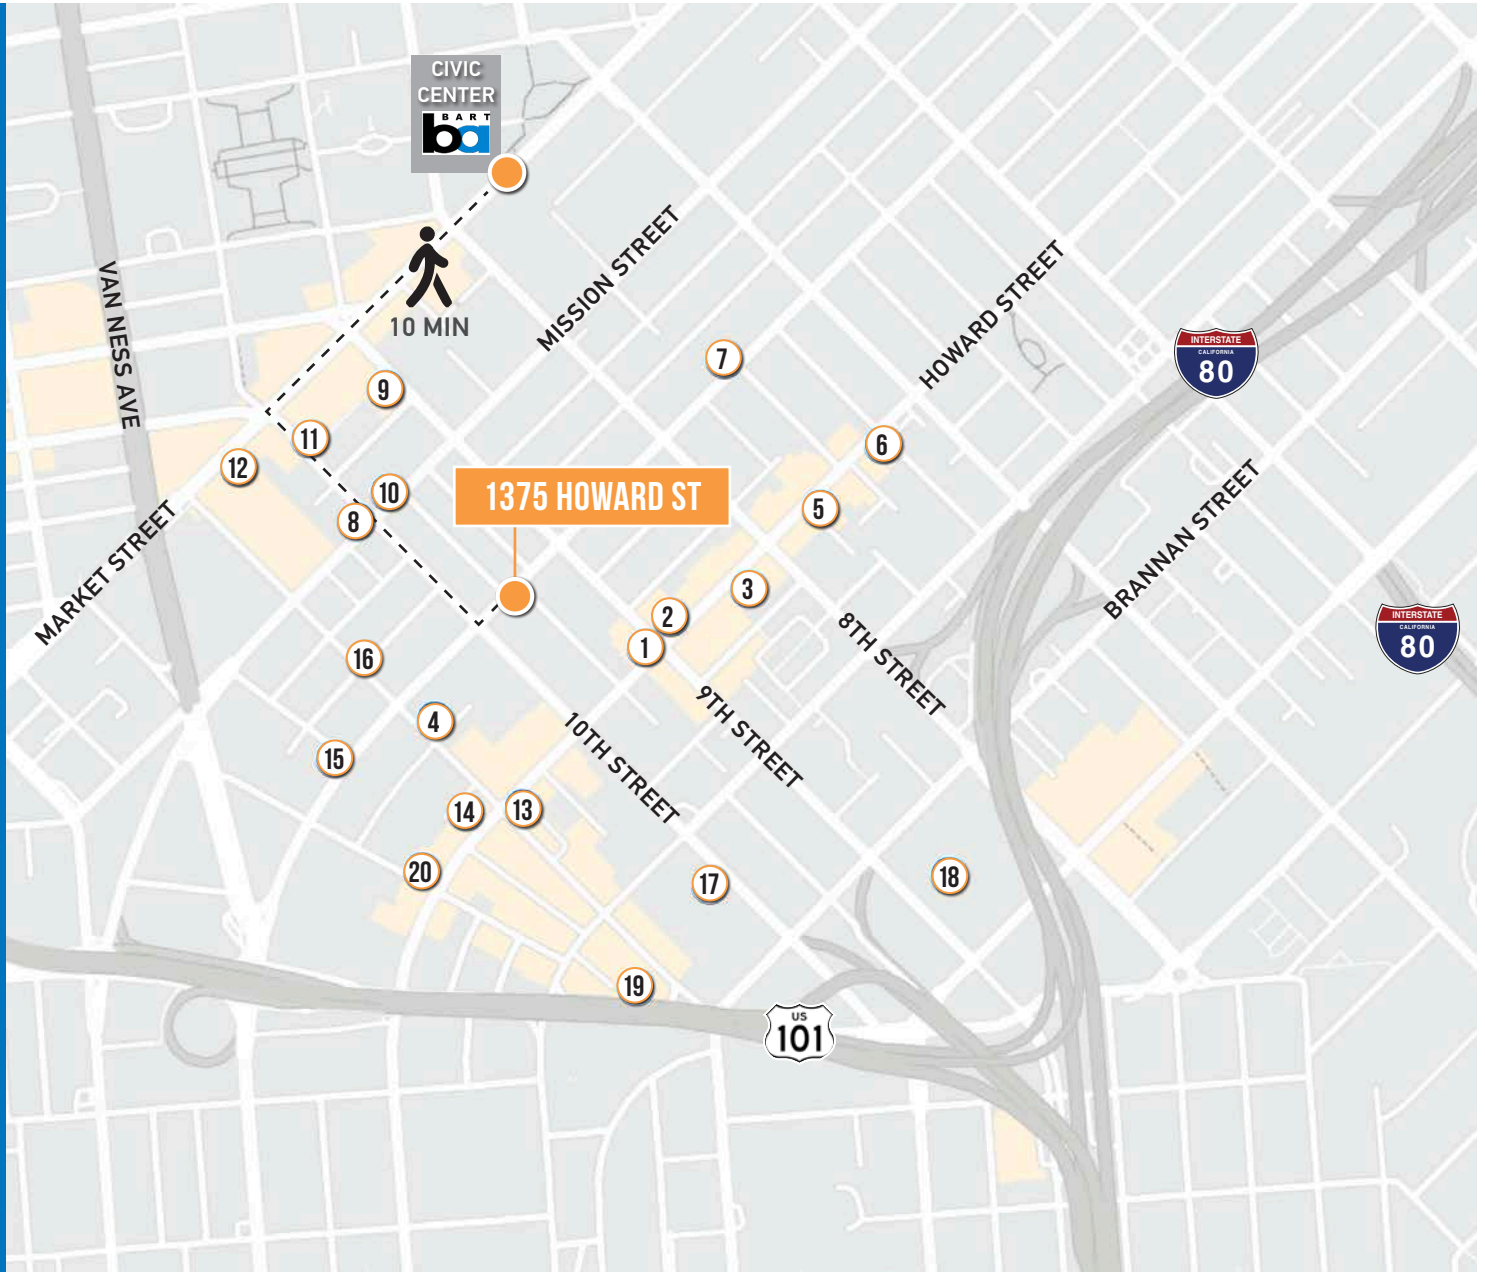 CIVIC
CENTER
BART
ba
MISSION STREET
HOWARD STREET
VAN NESS AVE
10 MIN
INTERSTATE
CALIFORNIA
80
7
9
11
6
12
10
1375 HOWARD ST
8
5
MARKET STREET
BRANNAN STREET
3
2
1
8TH STREET
INTERSTATE
CALIFORNIA
80
16
4
9TH STREET
10TH STREET
15
14
13
20
17
18
19
US
101